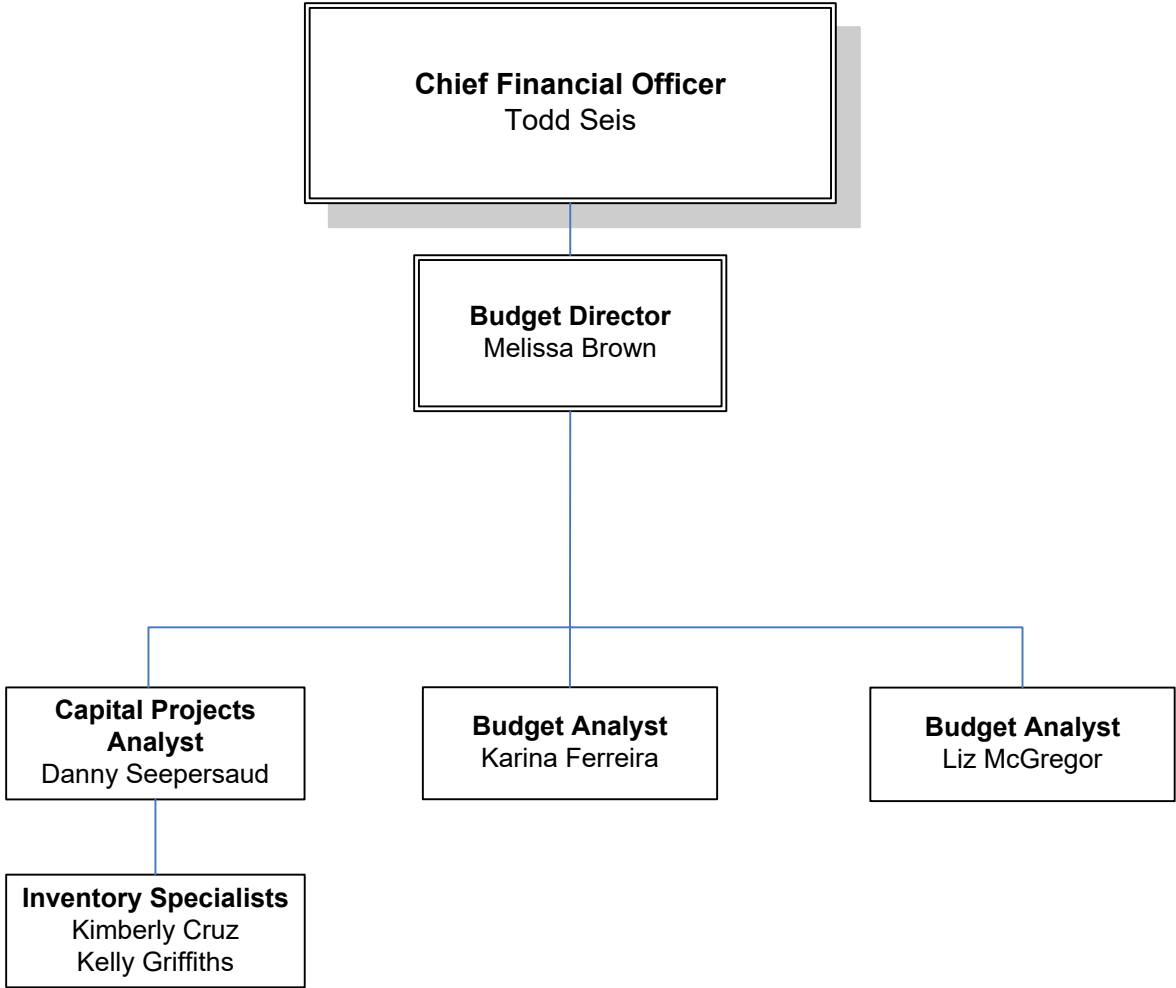 Chief Financial Officer
Todd Seis
Budget Director
Melissa Brown
Capital Projects
Analyst
Danny Seepersaud
Budget Analyst
Karina Ferreira
Budget Analyst
Liz McGregor
Inventory Specialists
Kimberly Cruz
Kelly Griffiths